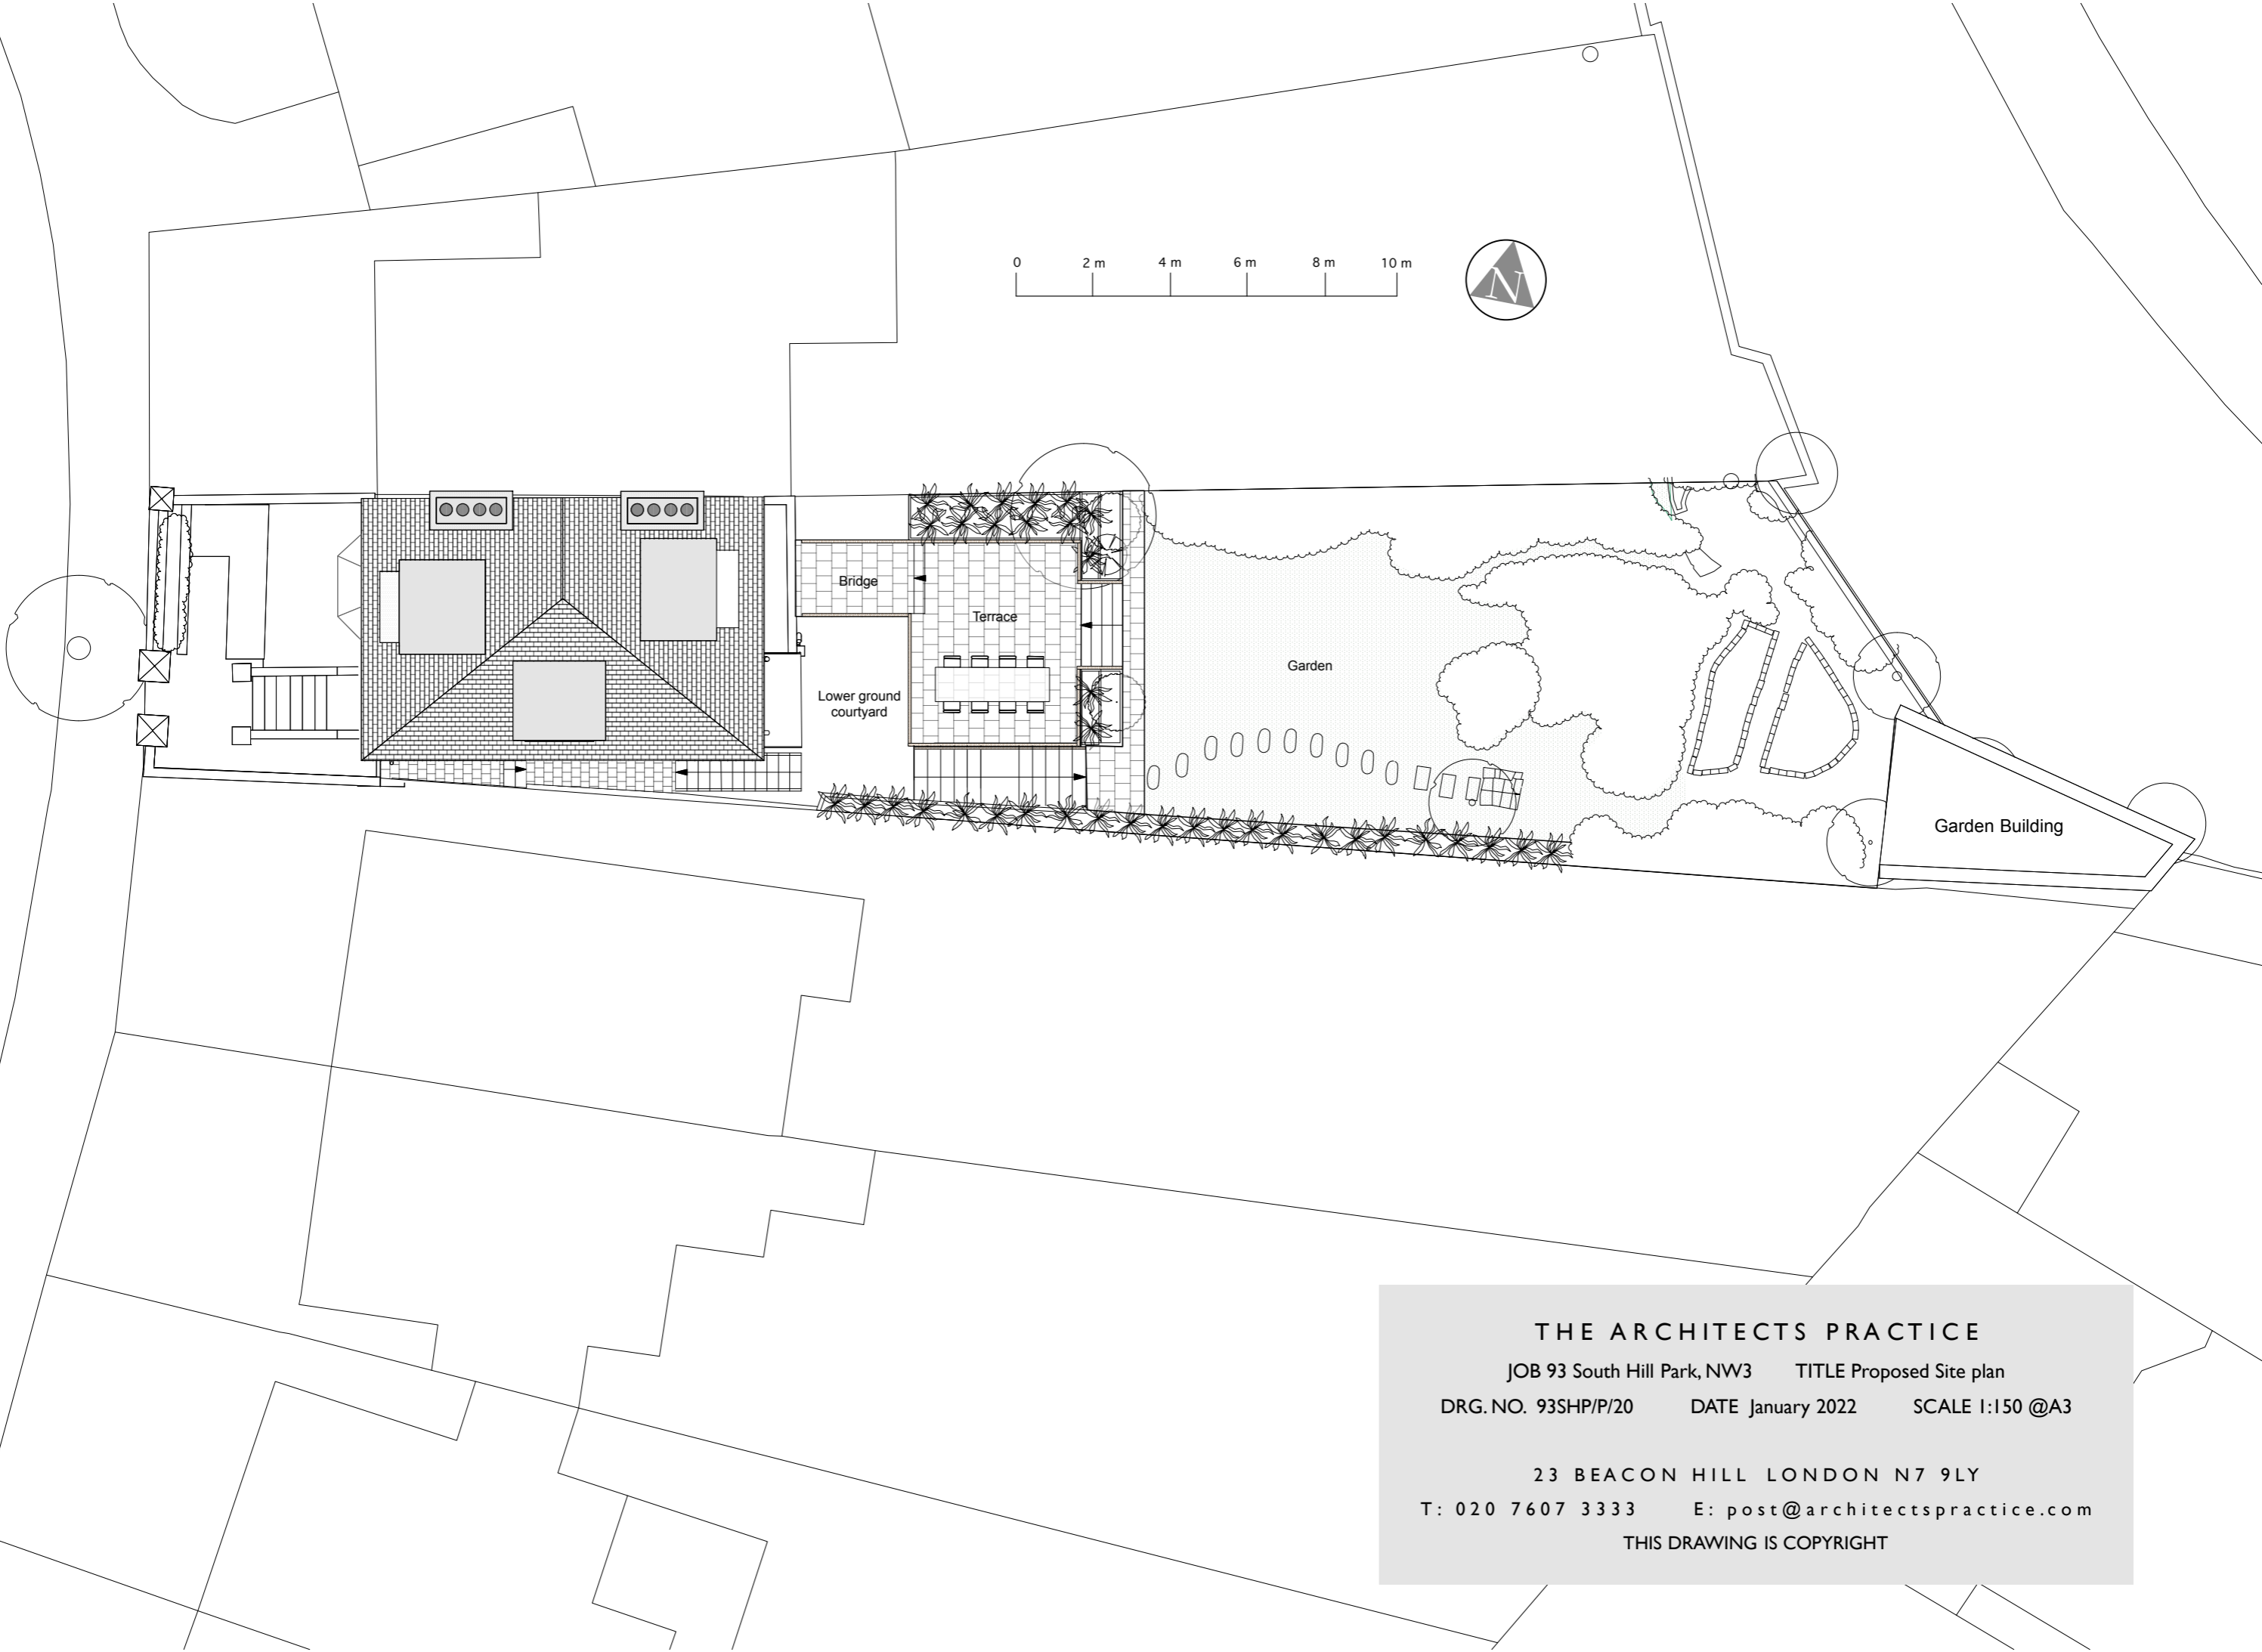 0 2 m 4 m 6 m 8 m 10 m
N
Bridge
Terrace
Garden
Lower ground
courtyard
Garden Building
THE ARCHITECTS PRACTICE
JOB 93 South Hill Park, NW3 TITLE Proposed Site plan
DRG. NO. 93SHP/P/20 DATE January 2022 SCALE 1:150 @A3
23 BEACON HILL LONDON N7 9LY
T: 020 7607 3333 E: post@architectspractice.com
THIS DRAWING IS COPYRIGHT